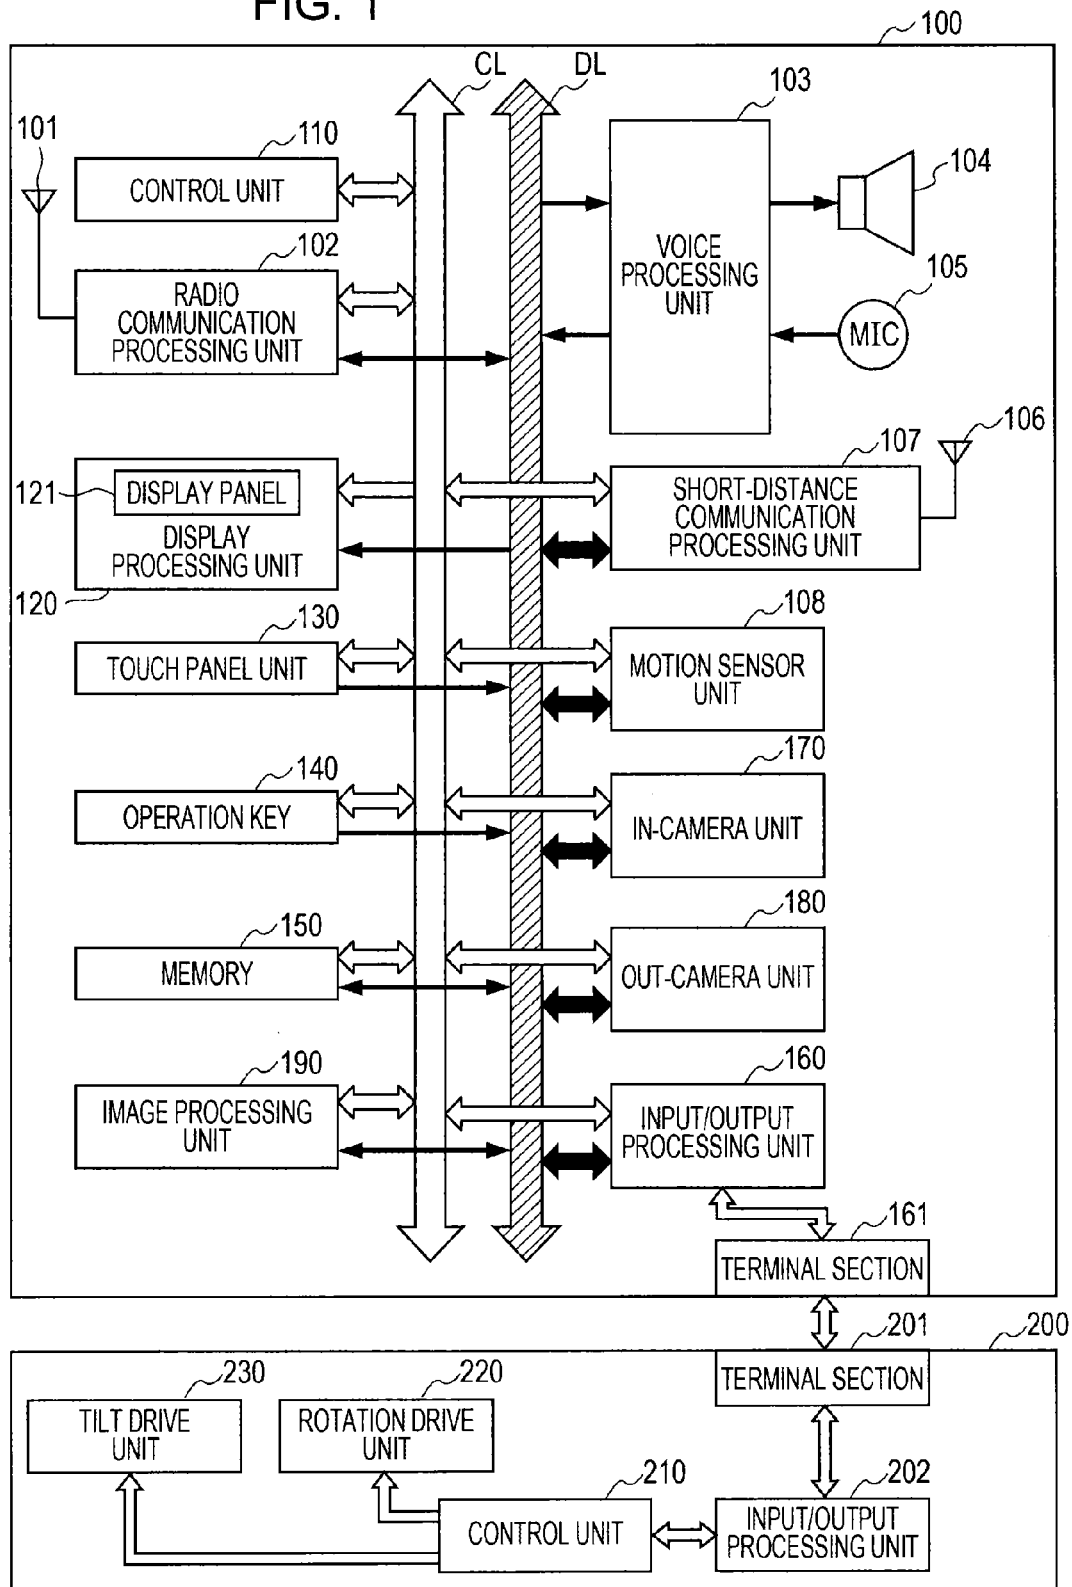 FIG. 1
100
CL
DL
103
101
110
CONTROL UNIT
104
102
VOICE
PROCESSING
UNIT
105
RADIO
COMMUNICATION
PROCESSING UNIT
MIC
106
107
121
DISPLAY PANEL
DISPLAY
PROCESSING UNIT
SHORT-DISTANCE
COMMUNICATION
PROCESSING UNIT
120
130
108
TOUCH PANEL UNIT
MOTION SENSOR
UNIT
140
170
OPERATION KEY
IN-CAMERA UNIT
150
180
MEMORY
OUT-CAMERA UNIT
190
160
IMAGE PROCESSING
UNIT
INPUT/OUTPUT
PROCESSING UNIT
161
TERMINAL SECTION
201
200
TERMINAL SECTION
230
220
TILT DRIVE
UNIT
ROTATION DRIVE
UNIT
210
202
CONTROL UNIT
INPUT/OUTPUT
PROCESSING UNIT